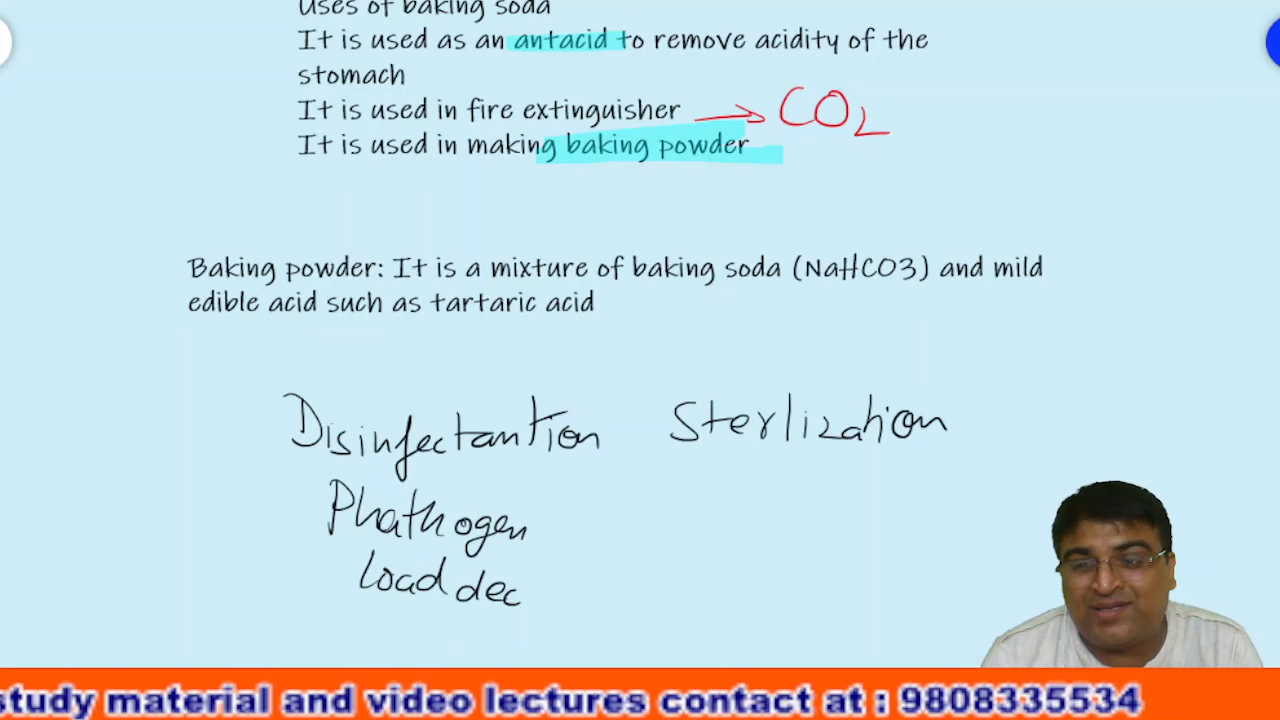 Uses of baking soda
It is used as an antacid to remove acidity of the
stomach
It is used in fire extinguisher → CO2
It is used in making baking powder
Baking powder: It is a mixture of baking soda (NaHCO3) and mild
edible acid such as tartaric acid
Disinfectantion Sterlization
Phathogen
Load dec
study material and video lectures contact at : 9808335534